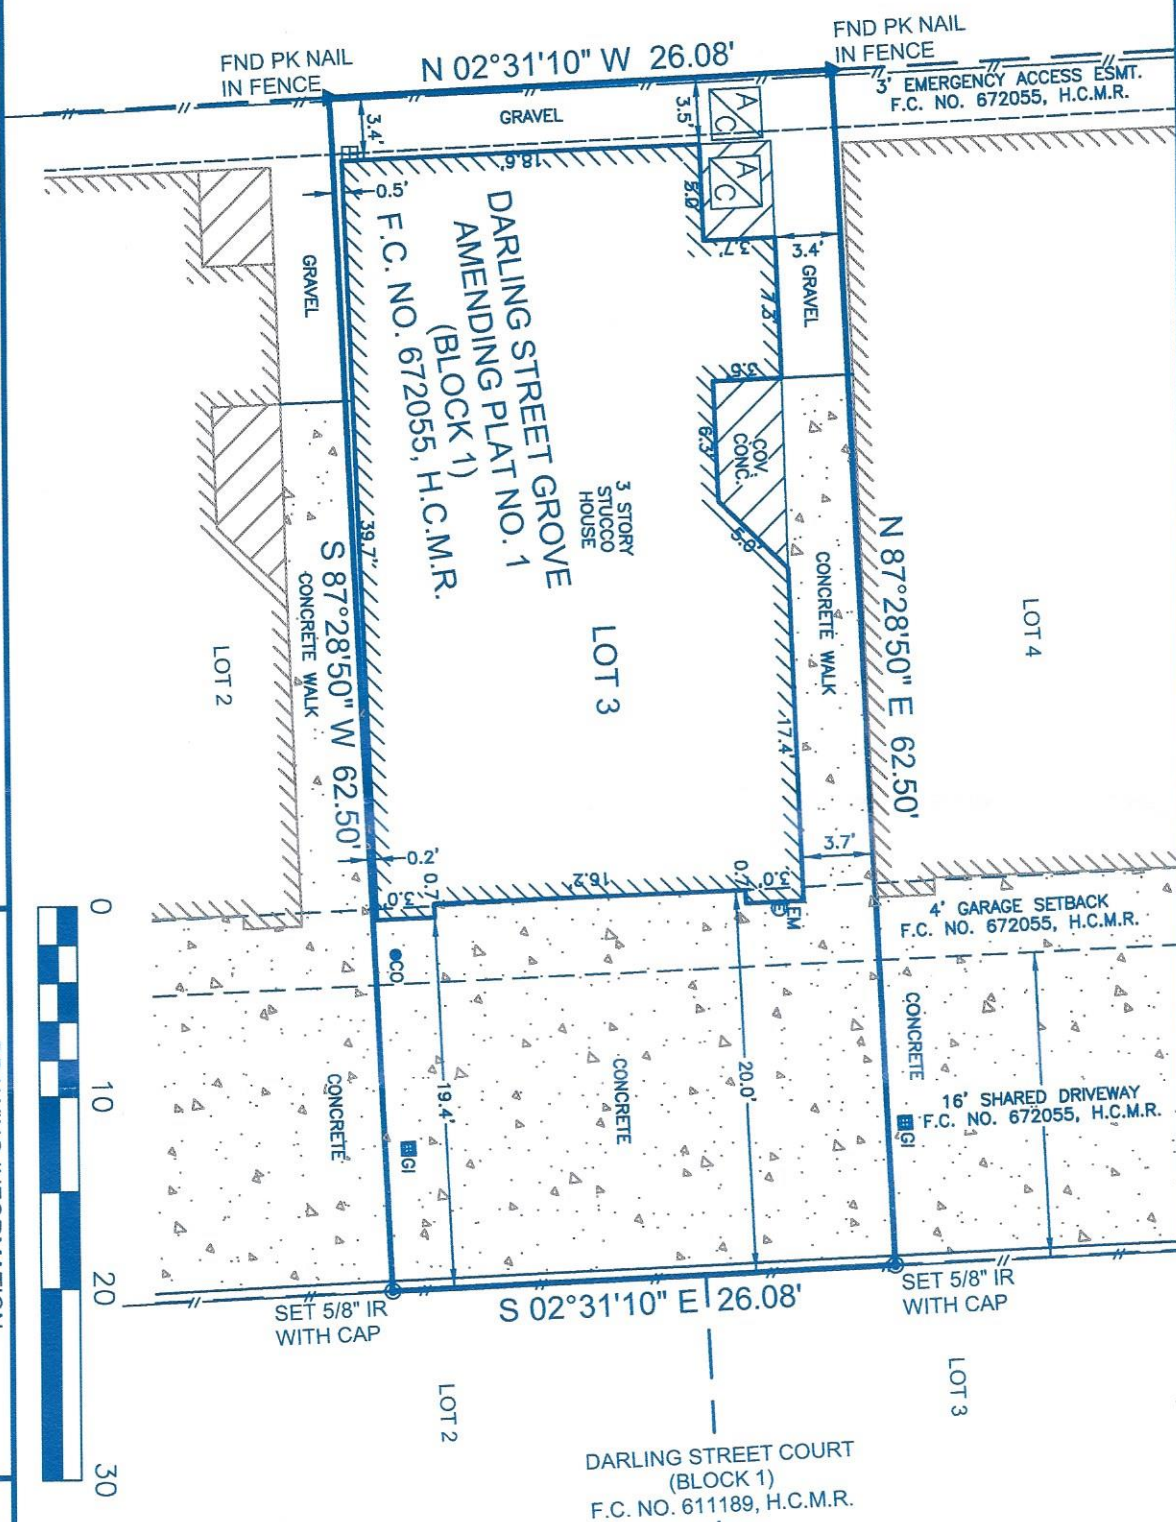 FND PK NAIL
IN FENCE
N 02°31'10" W 26.08'
FND PK NAIL
IN FENCE
3' EMERGENCY ACCESS ESMT.
F.C. NO. 672055, H.C.M.R.
GRAVEL
3.4'
3.5'
A/C
A/C
18.6'
5.0'
3.7'
3.4'
0.5'
GRAVEL
GRAVEL
7.3'
3.6'
COV.
CONC.
6.3'
5.0'
DARLING STREET GROVE
AMENDING PLAT NO. 1
(BLOCK 1)
F.C. NO. 672055, H.C.M.R.
3 STORY
STUCCO
HOUSE
LOT 3
39.7'
S 87°28'50" W 62.50'
CONCRETE WALK
LOT 2
CONCRETE WALK
N 87°28'50" E 62.50'
LOT 4
17.4'
3.7'
0.2'
0.7'
3.0'
16.2'
0.7'
3.0'
EM
4' GARAGE SETBACK
F.C. NO. 672055, H.C.M.R.
CO
CONCRETE
CONCRETE
CONCRETE
19.4'
20.0'
16' SHARED DRIVEWAY
F.C. NO. 672055, H.C.M.R.
GI
GI
SET 5/8" IR
WITH CAP
S 02°31'10" E 26.08'
SET 5/8" IR
WITH CAP
LOT 2
LOT 3
DARLING STREET COURT
(BLOCK 1)
F.C. NO. 611189, H.C.M.R.
0
10
20
30